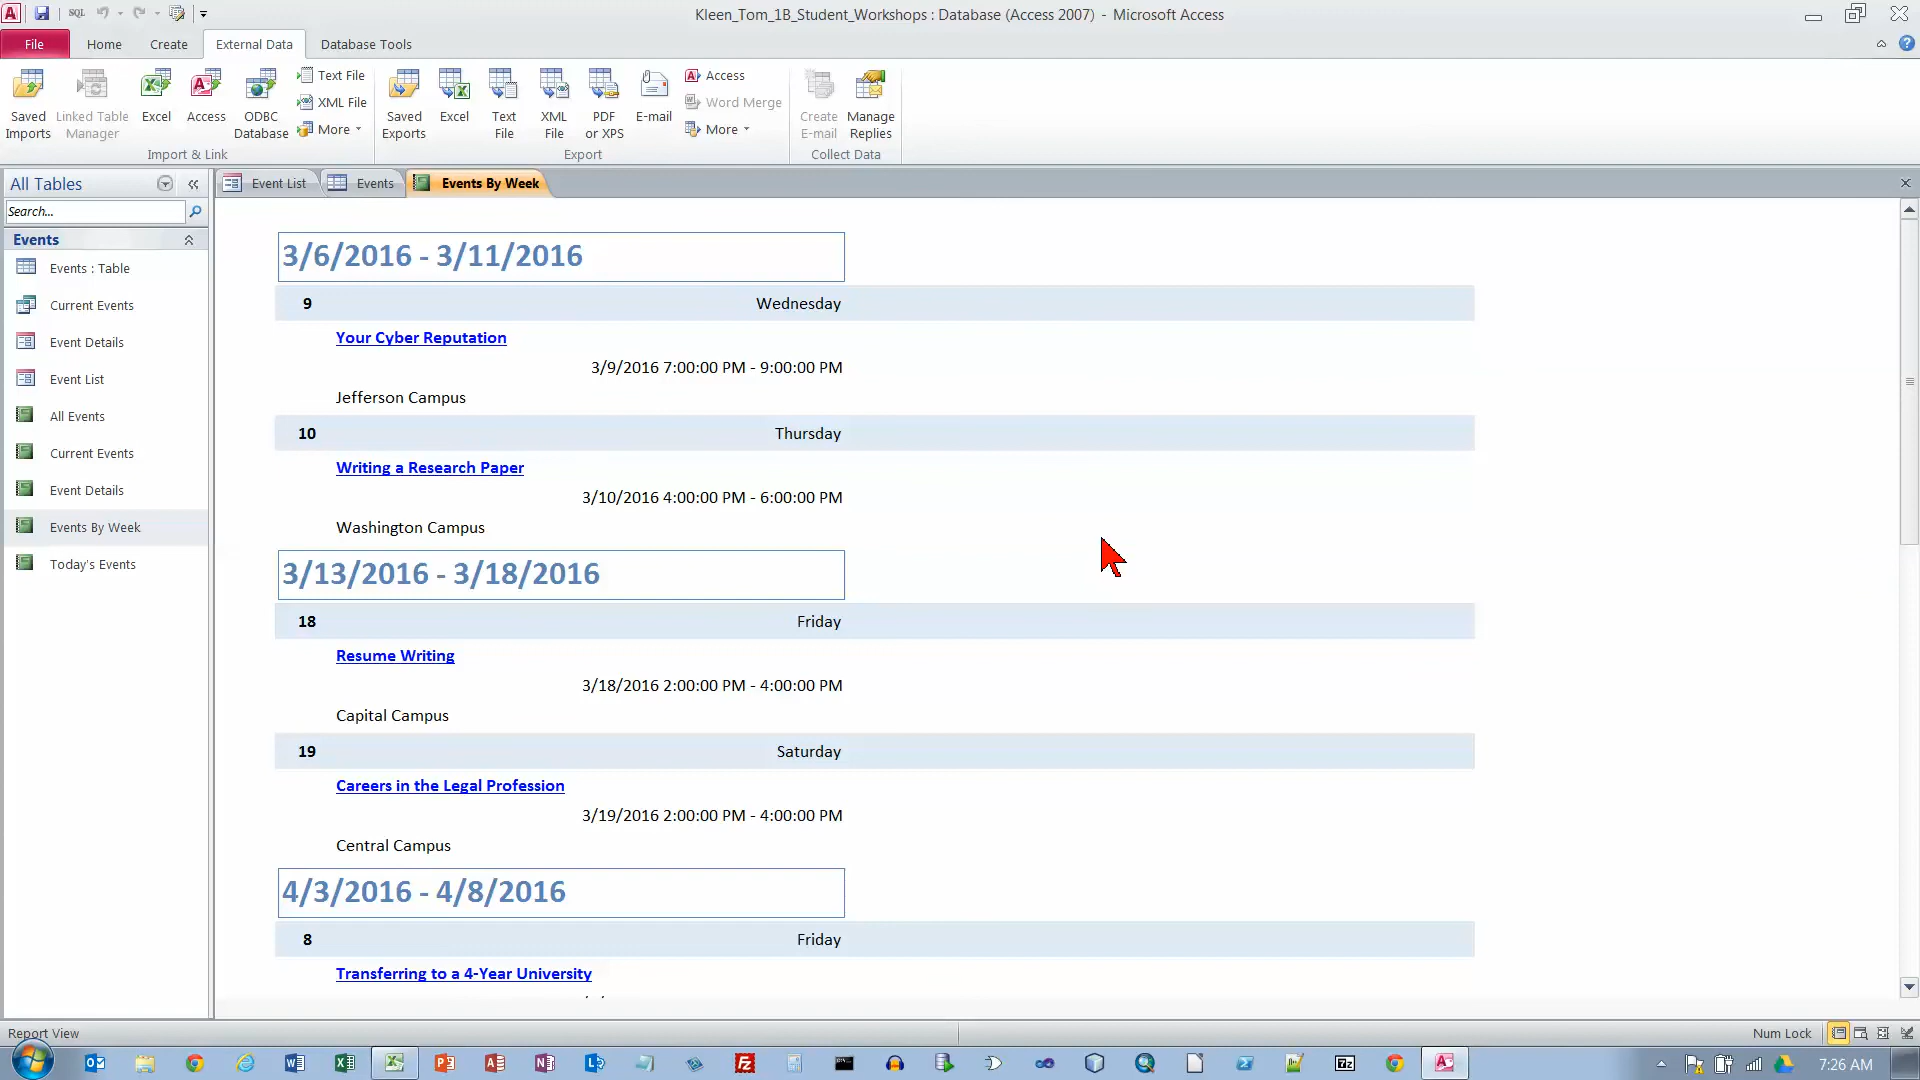 SQL
Kleen_Tom_1B_Student_Workshops : Database (Access 2007) - Microsoft Access
File Home Create External Data Database Tools
Saved Imports
Linked Table Manager
Excel
Access
ODBC Database
Text File
XML File
More
Import & Link
Saved Exports
Excel
Text File
XML File
PDF or XPS
E-mail
Access
Word Merge
More
Export
Create E-mail
Manage Replies
Collect Data
All Tables
Search...
Events
Events : Table
Current Events
Event Details
Event List
All Events
Current Events
Event Details
Events By Week
Today's Events
Event List Events Events By Week
3/6/2016 - 3/11/2016
9 Wednesday
Your Cyber Reputation
3/9/2016 7:00:00 PM - 9:00:00 PM
Jefferson Campus
10 Thursday
Writing a Research Paper
3/10/2016 4:00:00 PM - 6:00:00 PM
Washington Campus
3/13/2016 - 3/18/2016
18 Friday
Resume Writing
3/18/2016 2:00:00 PM - 4:00:00 PM
Capital Campus
19 Saturday
Careers in the Legal Profession
3/19/2016 2:00:00 PM - 4:00:00 PM
Central Campus
4/3/2016 - 4/8/2016
8 Friday
Transferring to a 4-Year University
Report View
Num Lock
7:26 AM